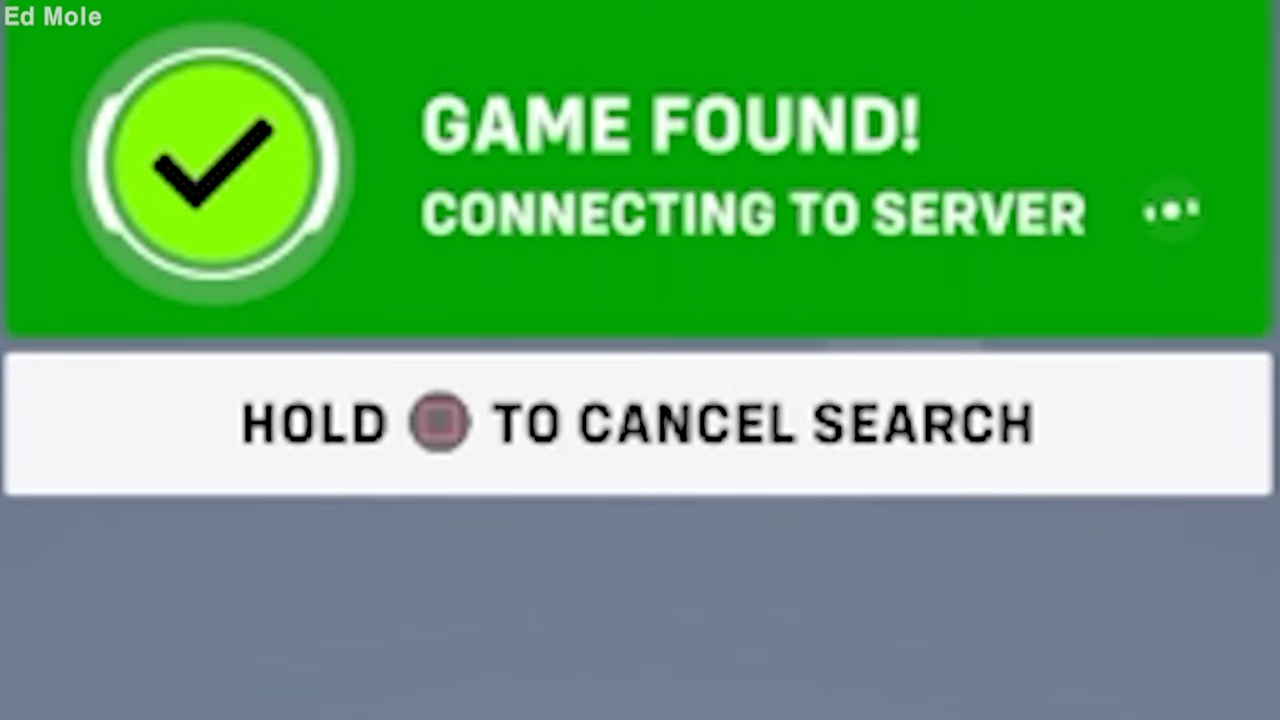 Ed Mole
GAME FOUND!
CONNECTING TO SERVER
HOLD TO CANCEL SEARCH